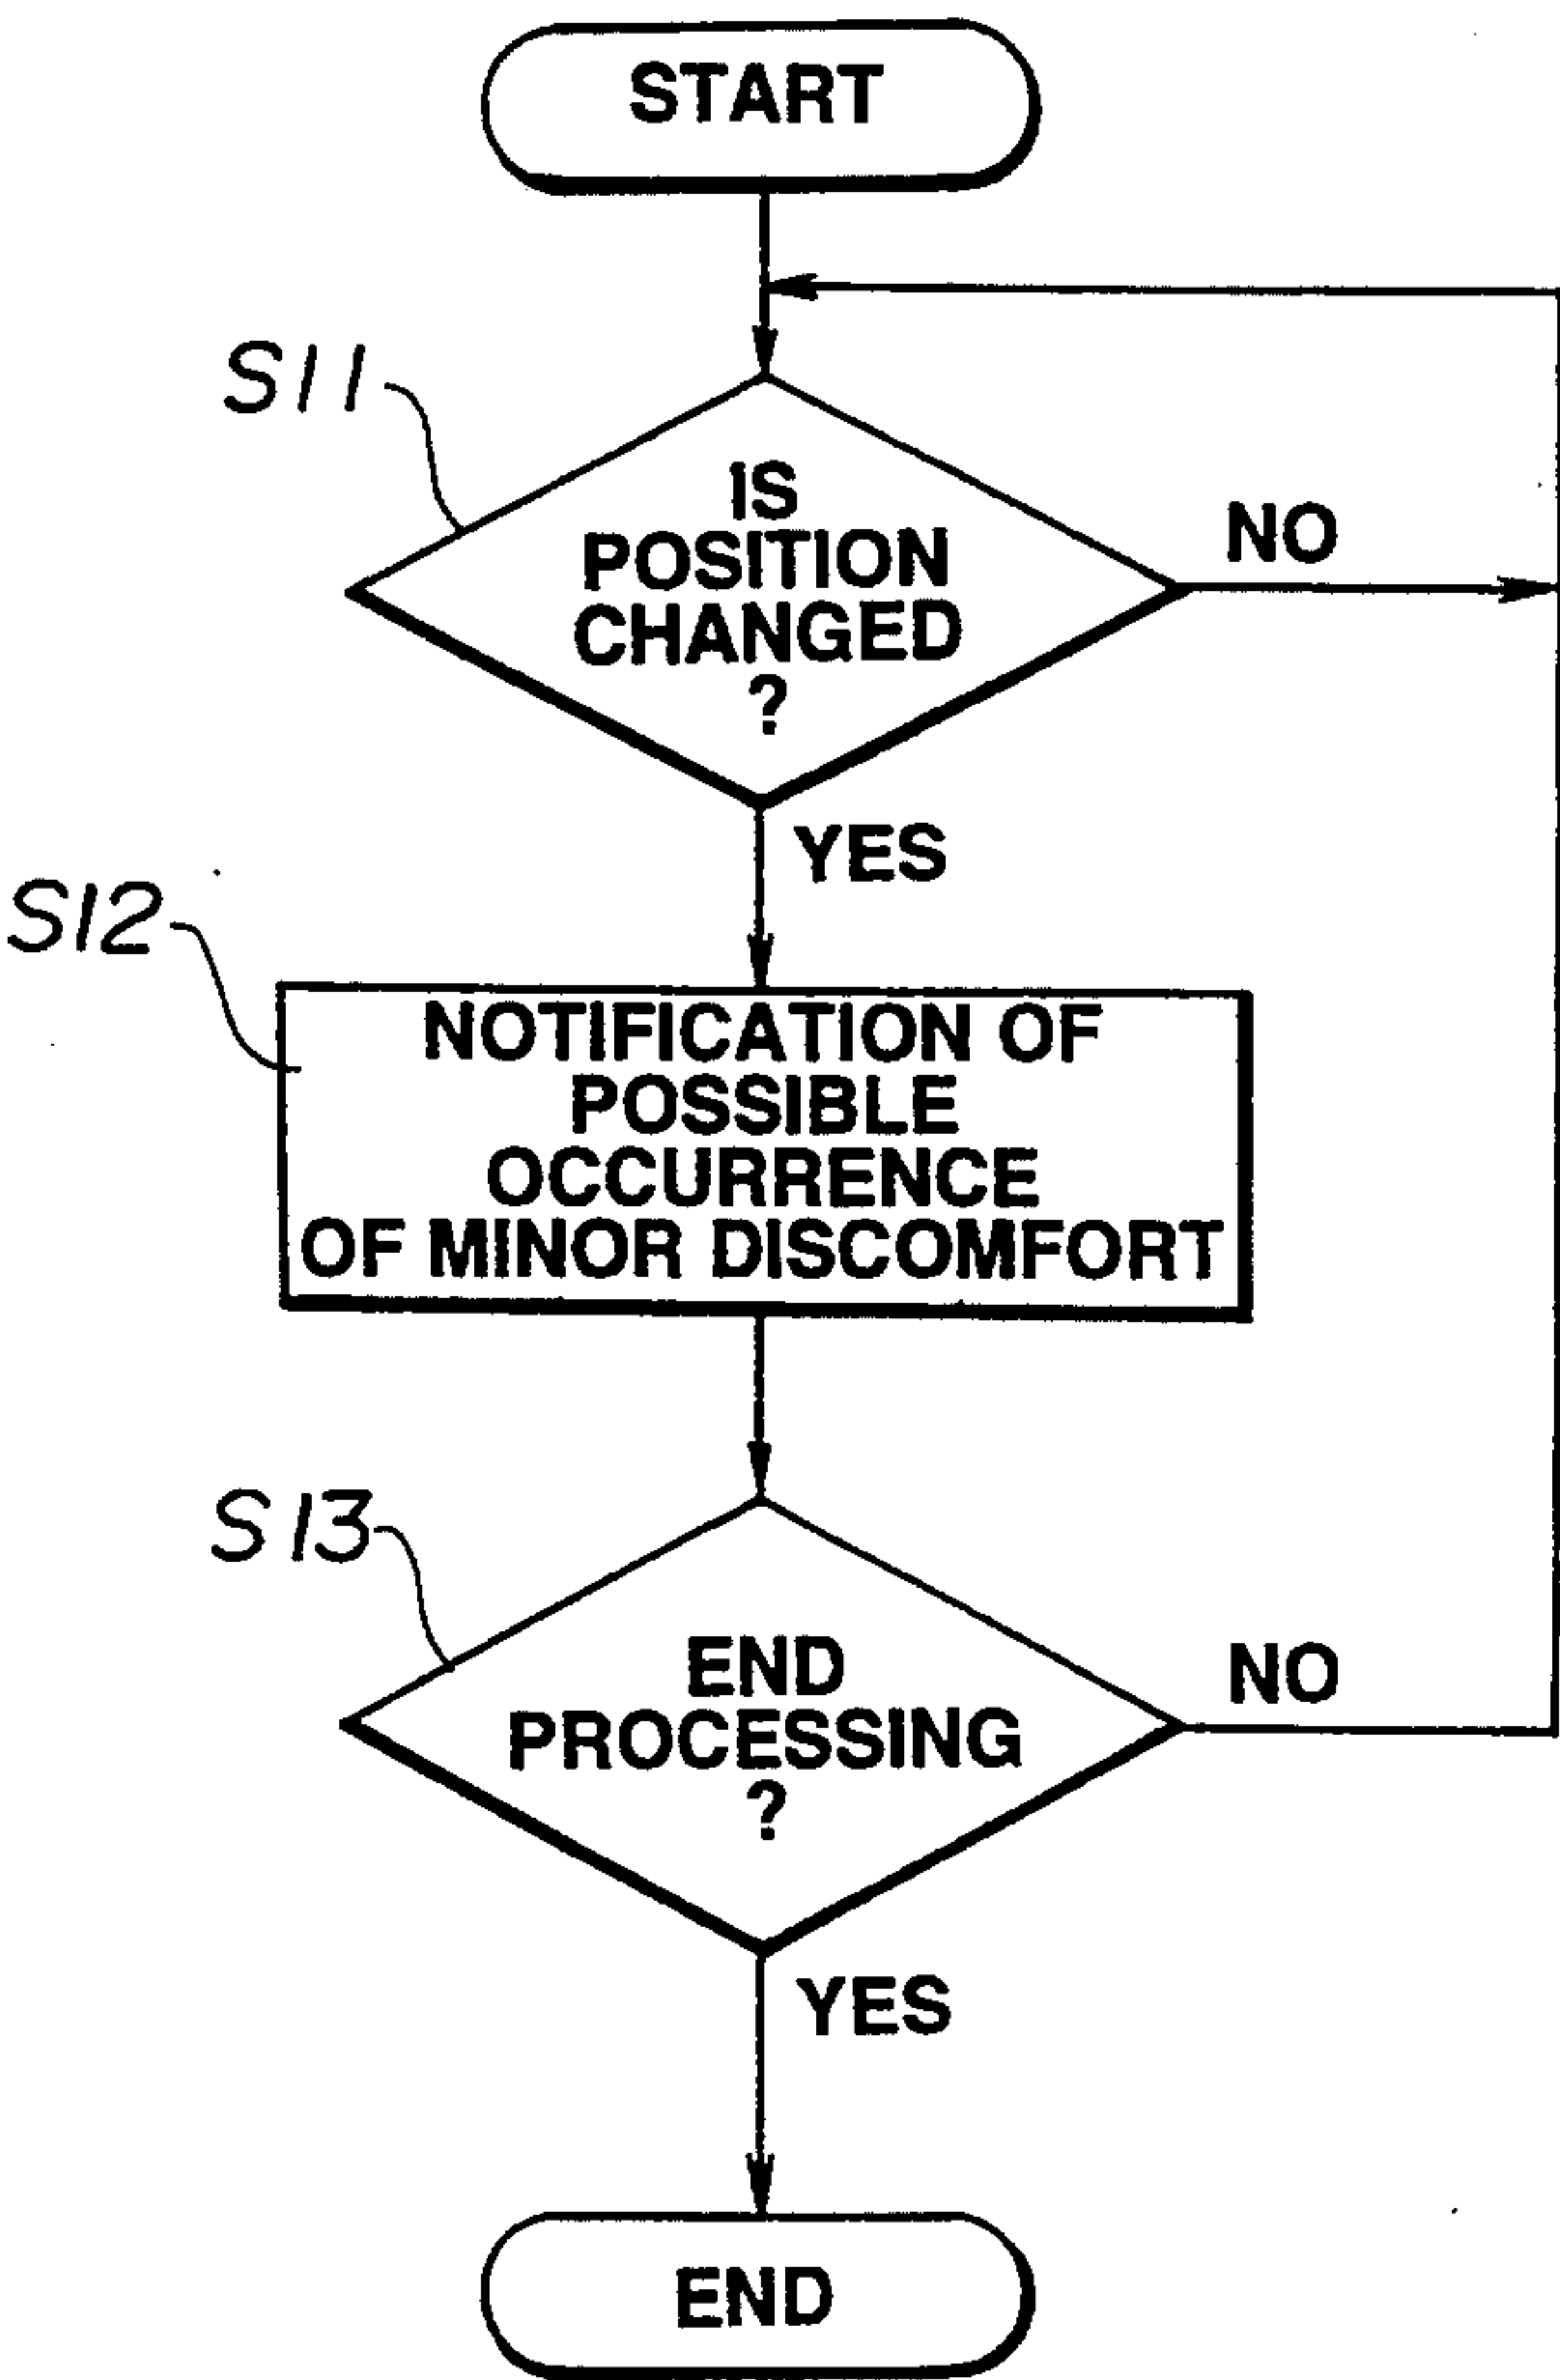 START
S11
IS
POSITION
CHANGED
?
NO
YES
S12
NOTIFICATION OF
POSSIBLE
OCCURRENCE
OF MINOR DISCOMFORT
S13
END
PROCESSING
?
NO
YES
END